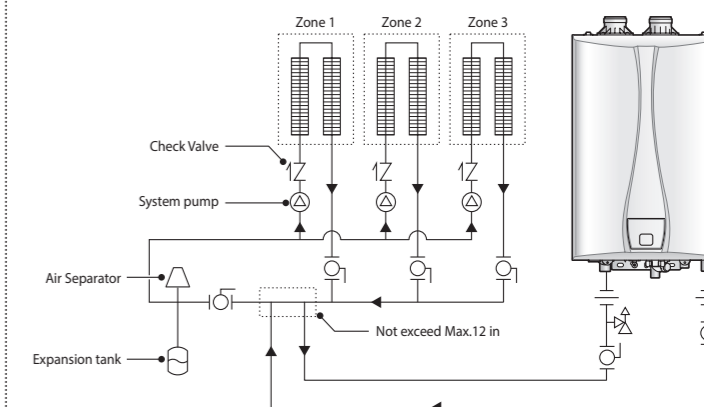 Zone 1
Zone 2
Zone 3
Check Valve
System pump
Air Separator
Not exceed Max.12 in
Expansion tank